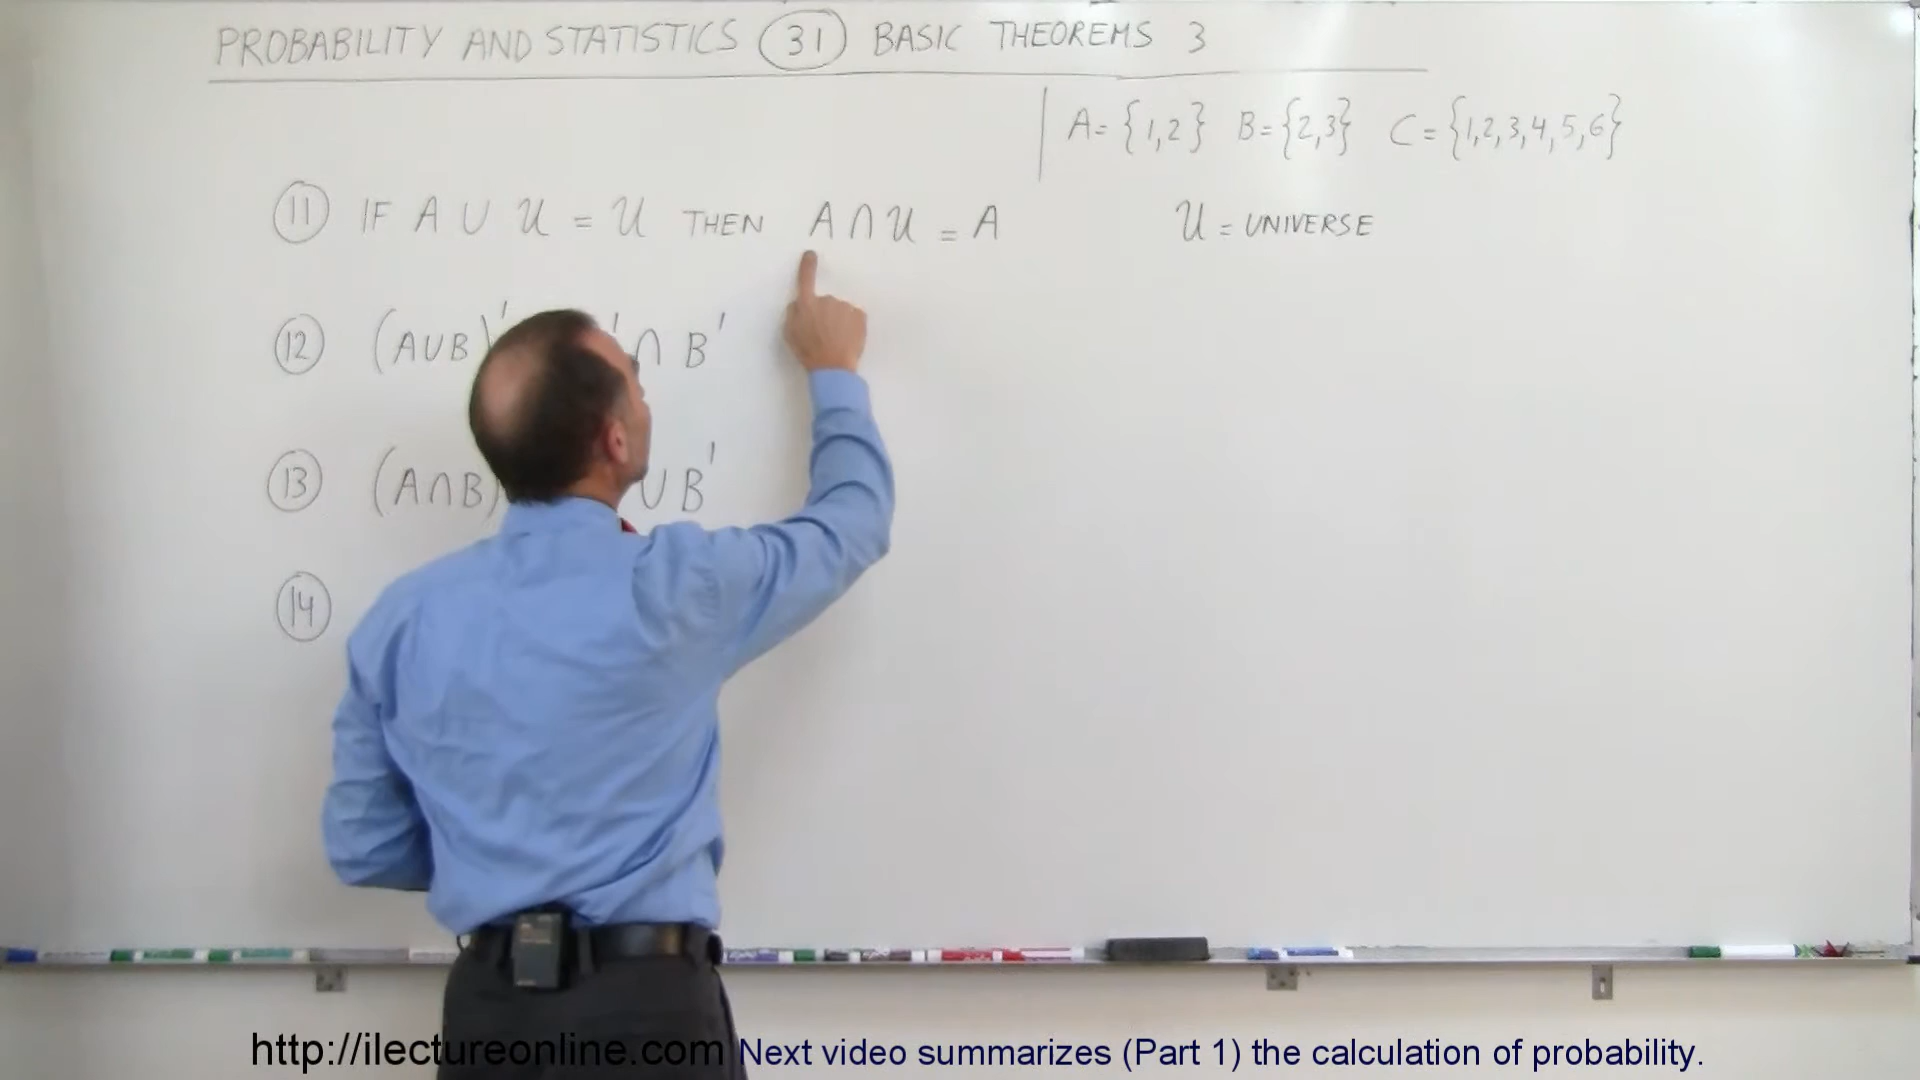 PROBABILITY AND STATISTICS 31 BASIC THEOREMS 3
A = {1,2} B = {2,3} C = {1,2,3,4,5,6}
11 IF A ∪ U = U THEN A ∩ U = A U = UNIVERSE
12 (A∪B)' ' ∩ B'
13 (A∩B) ∪ B'
14
http://ilectureonline.com Next video summarizes (Part 1) the calculation of probability.